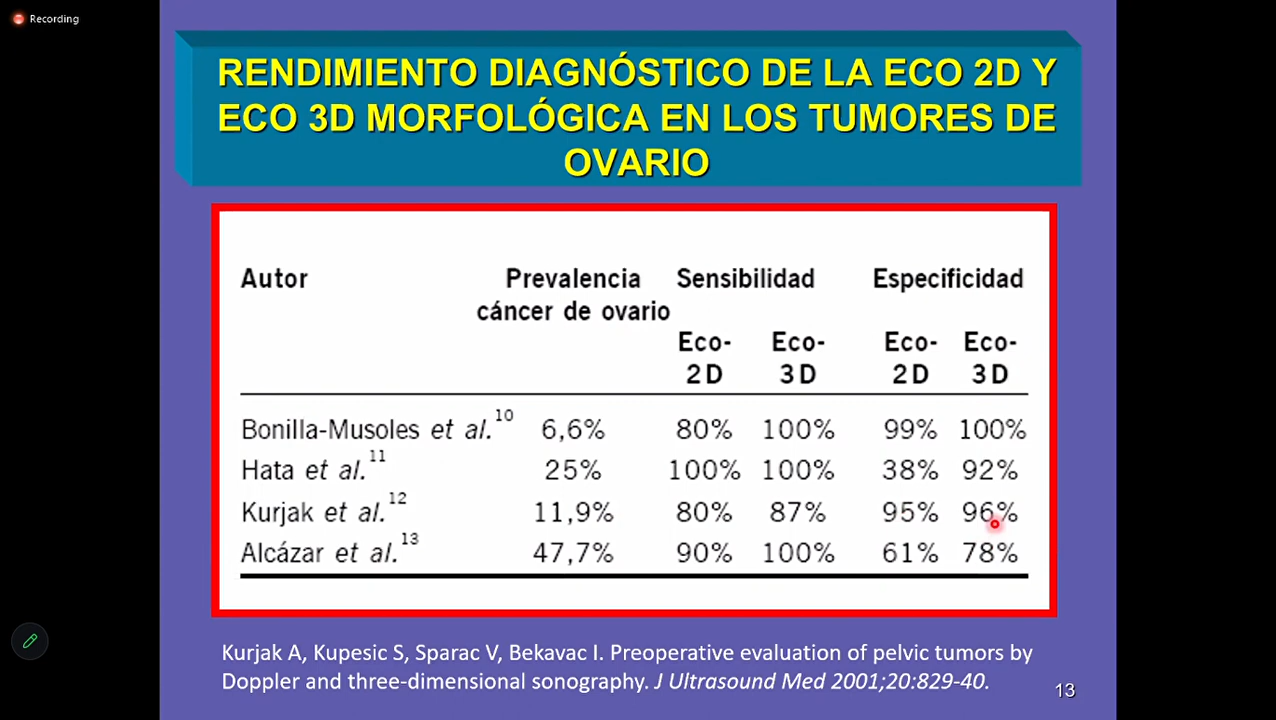 Recording
RENDIMIENTO DIAGNÓSTICO DE LA ECO 2D Y
ECO 3D MORFOLÓGICA EN LOS TUMORES DE
OVARIO
Autor Prevalencia Sensibilidad Especificidad
cáncer de ovario
Eco- Eco- Eco- Eco-
2D 3D 2D 3D
Bonilla-Musoles et al.10 6,6% 80% 100% 99% 100%
Hata et al.11 25% 100% 100% 38% 92%
Kurjak et al.12 11,9% 80% 87% 95% 96%
Alcázar et al.13 47,7% 90% 100% 61% 78%
Kurjak A, Kupesic S, Sparac V, Bekavac I. Preoperative evaluation of pelvic tumors by
Doppler and three-dimensional sonography. J Ultrasound Med 2001;20:829-40.
13